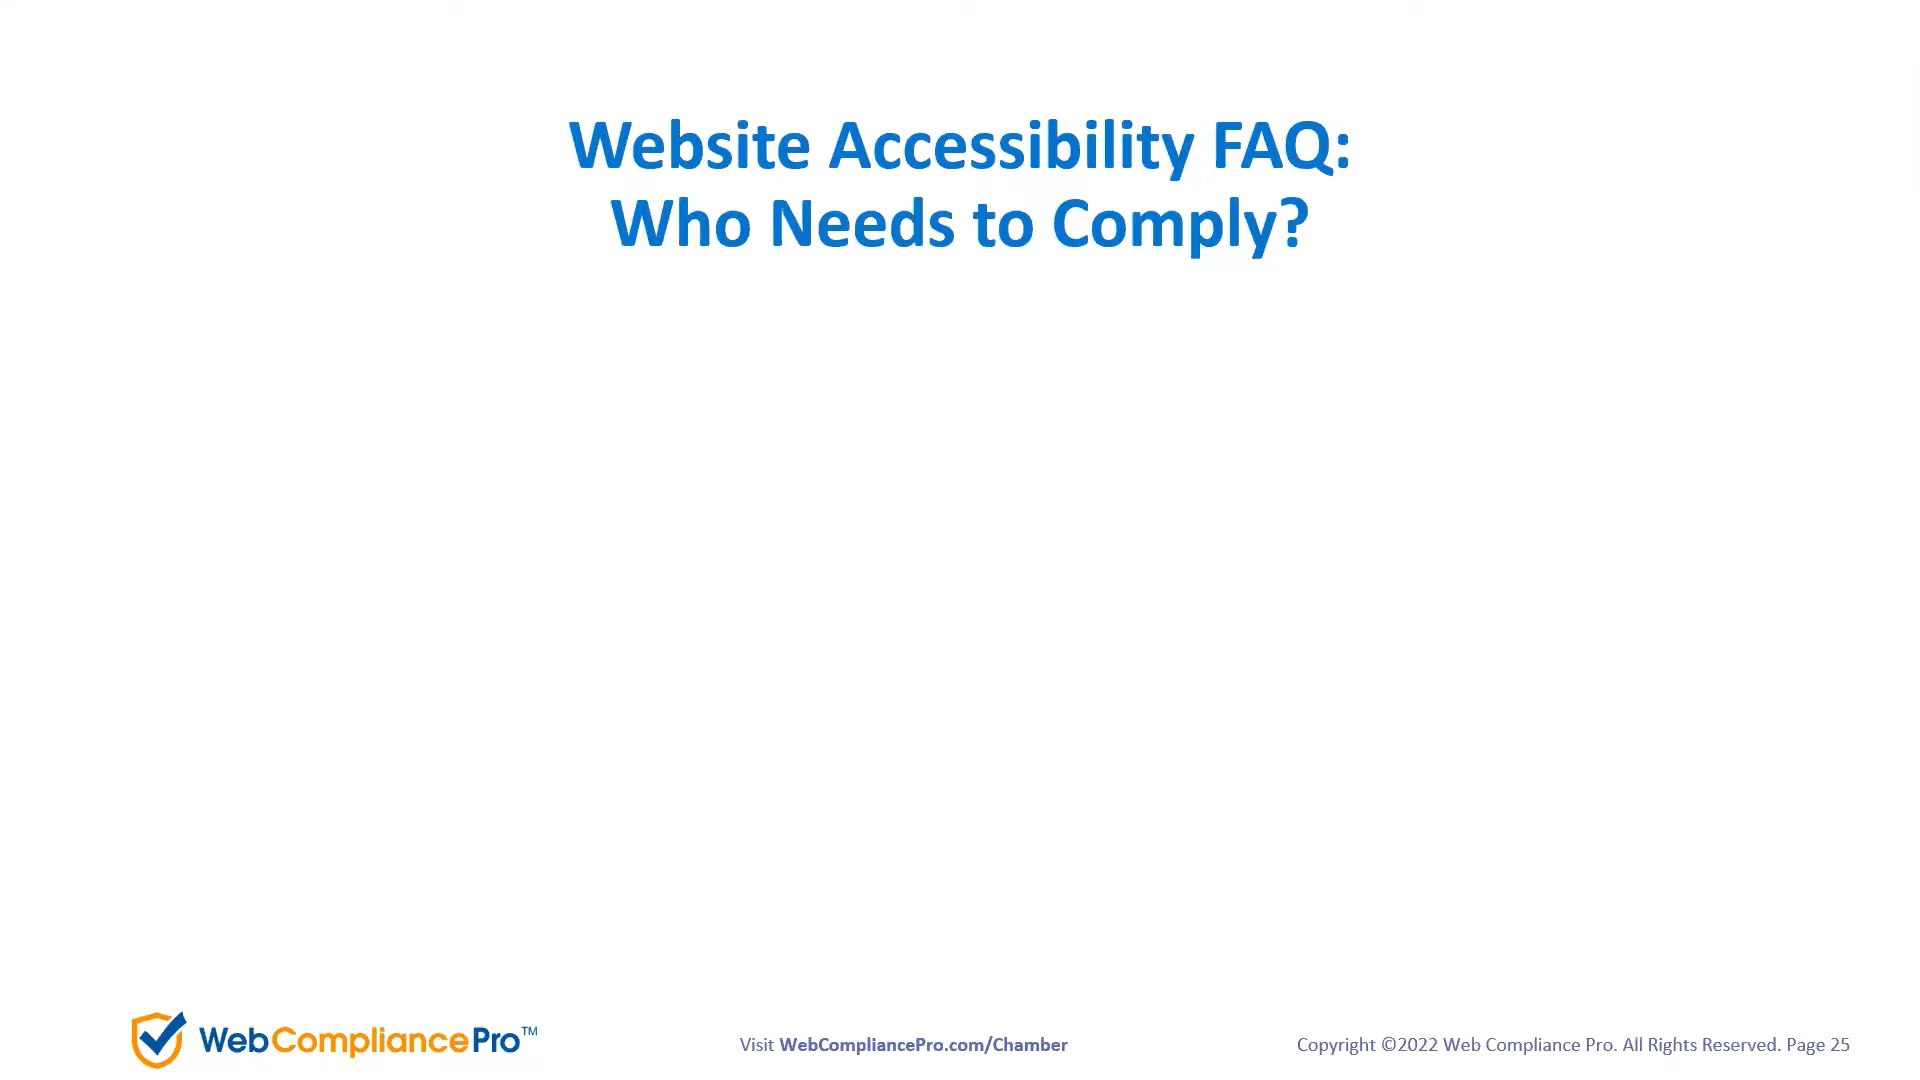 Website Accessibility FAQ:
Who Needs to Comply?
WebCompliancePro™
Visit WebCompliancePro.com/Chamber
Copyright ©2022 Web Compliance Pro. All Rights Reserved. Page 25